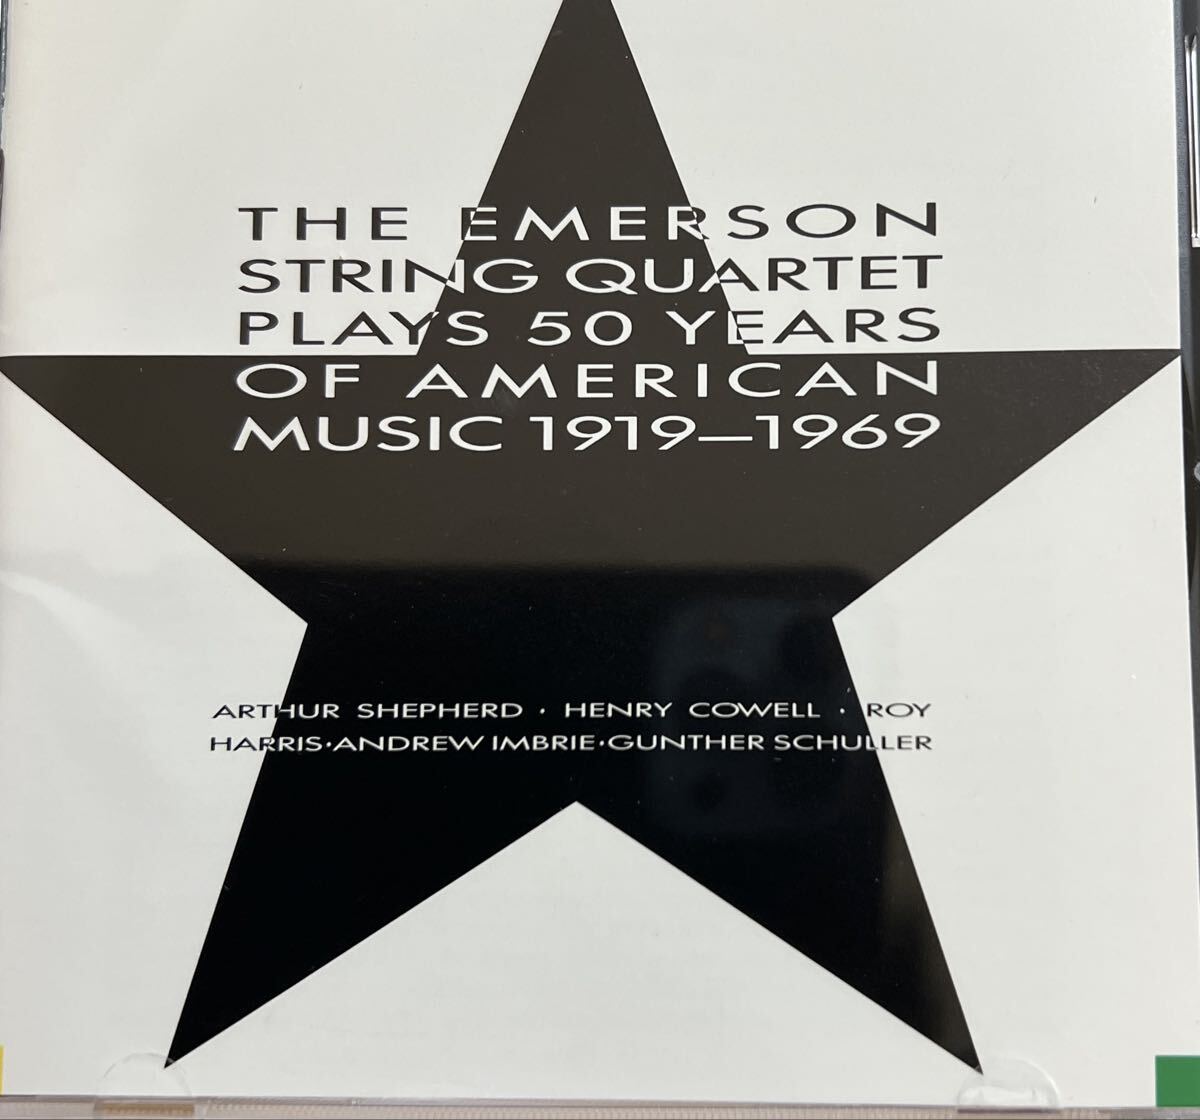 THE EMERSON
STRING QUARTET
PLAYS 50 YEARS
OF AMERICAN
MUSIC 1919—1969
ARTHUR SHEPHERD · HENRY COWELL · ROY
HARRIS·ANDREW IMBRIE·GUNTHER SCHULLER